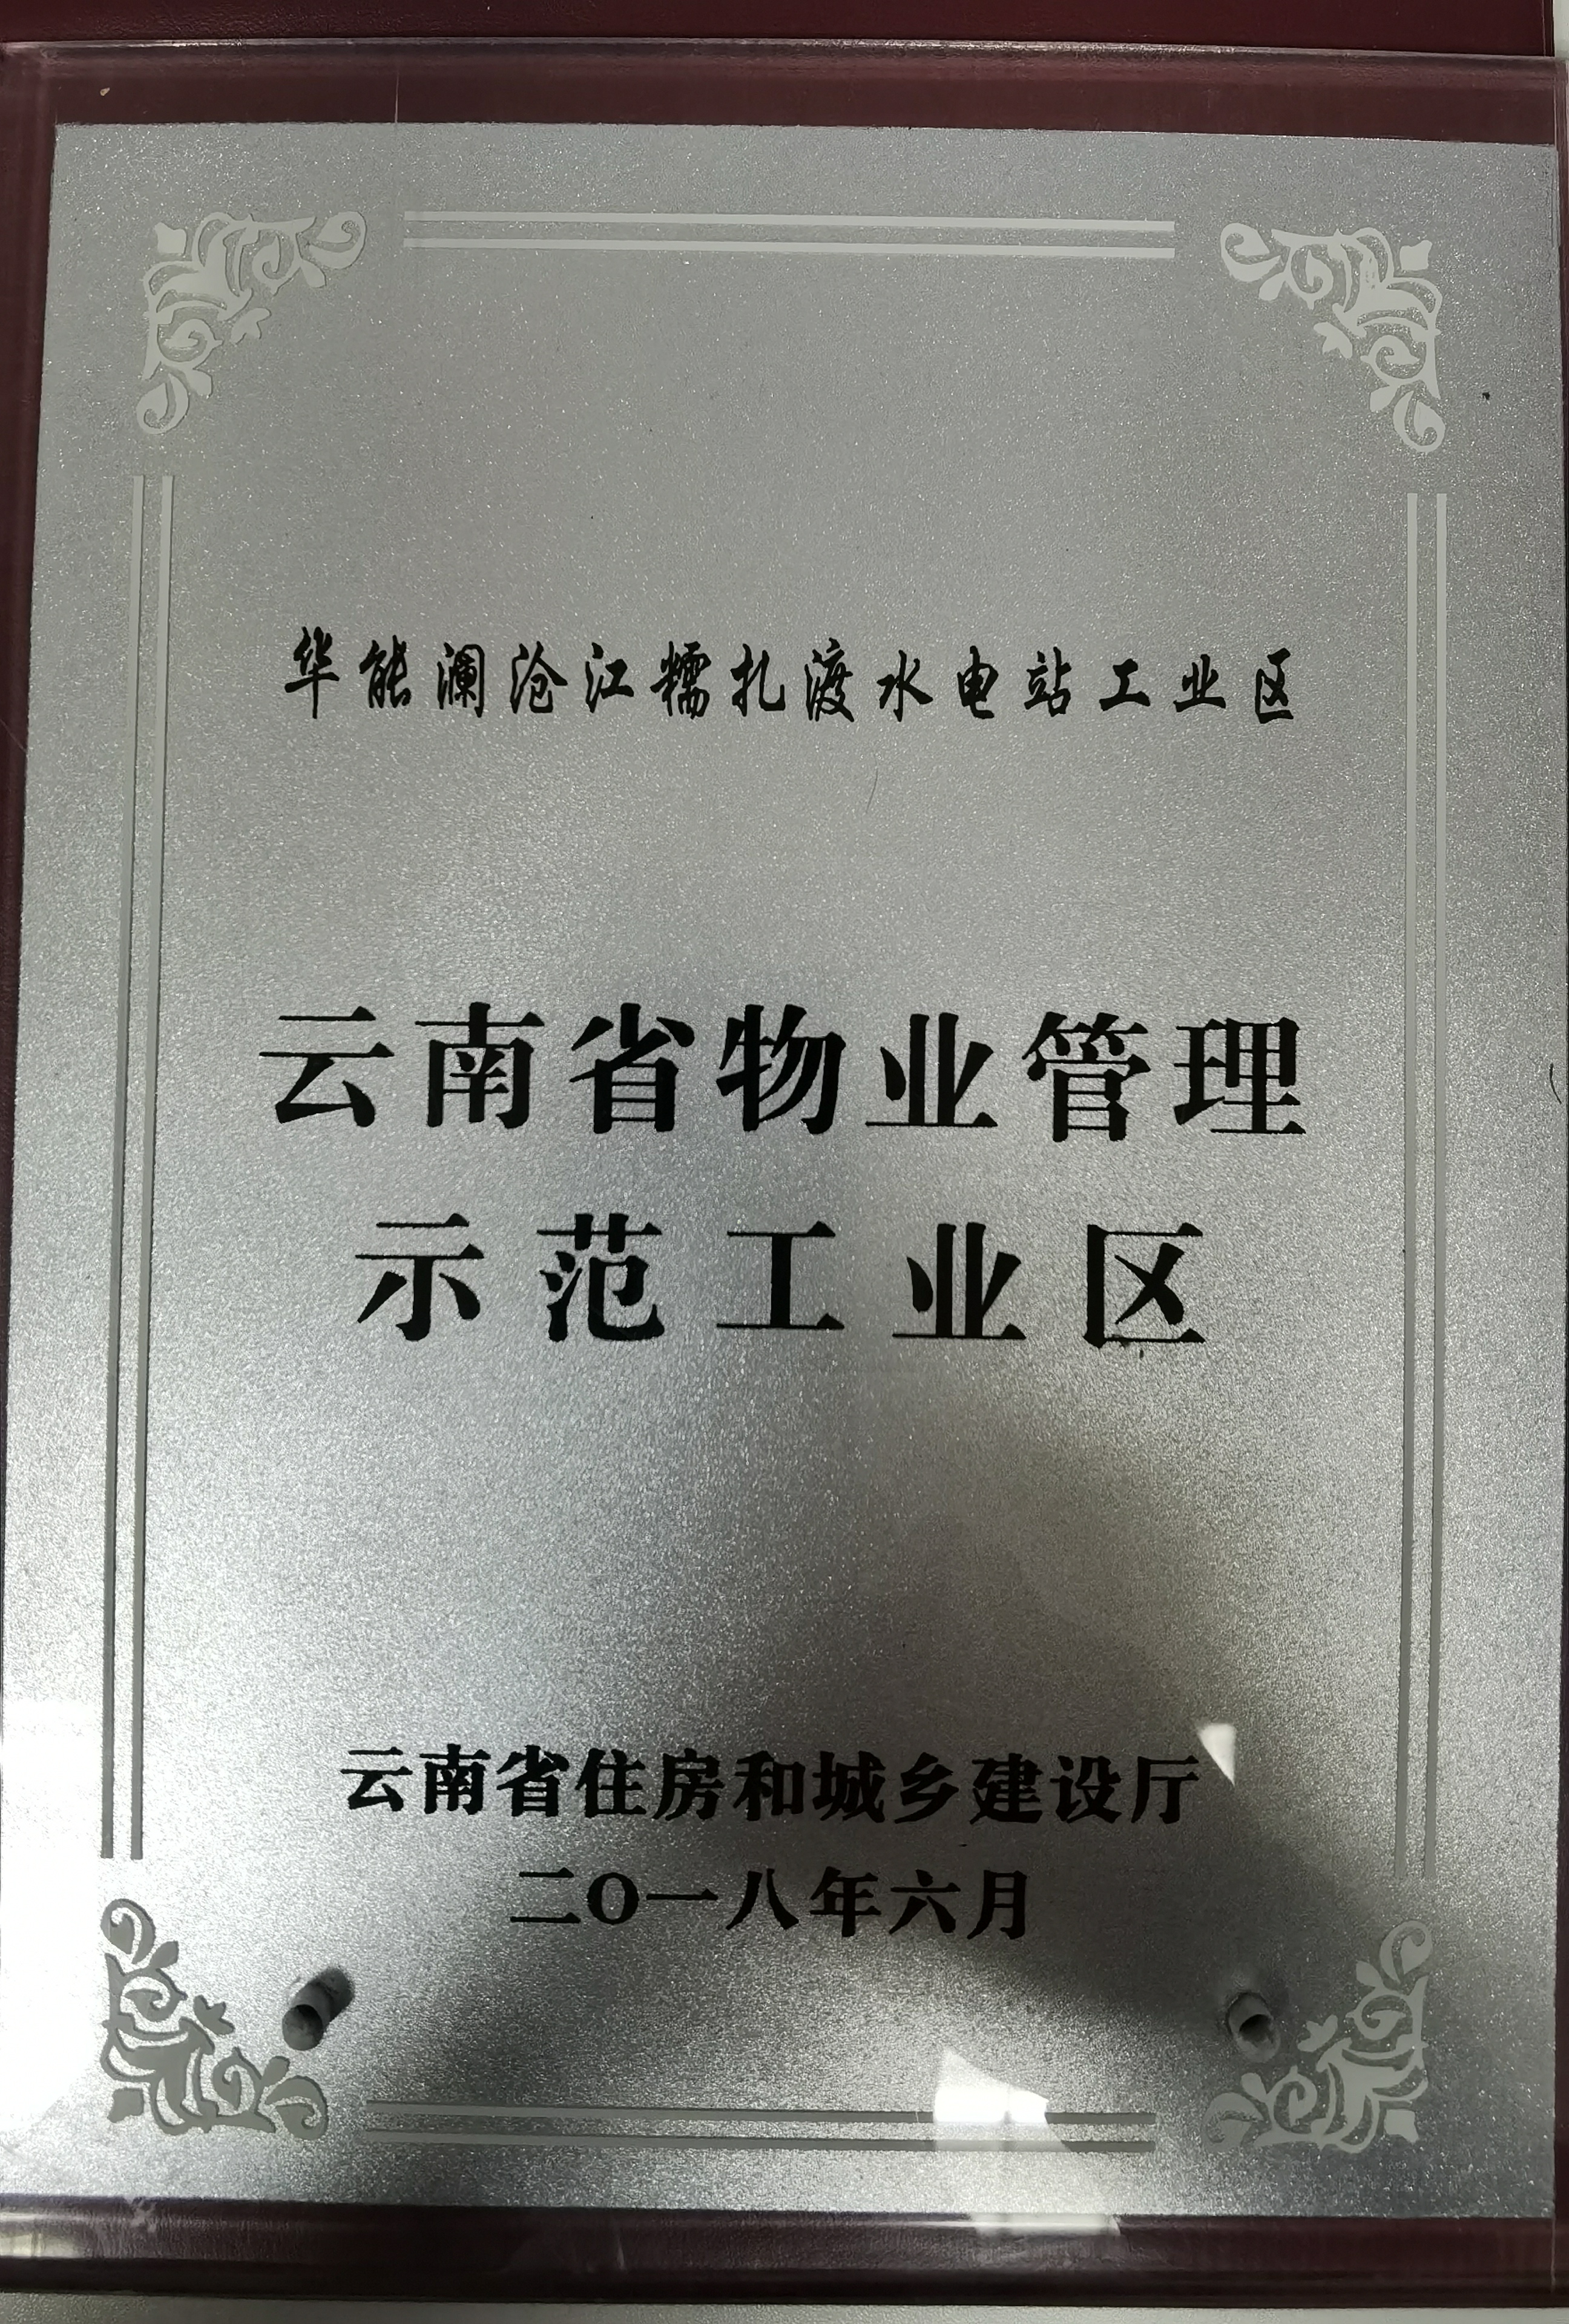 华能澜沧江糯扎渡水电站工业区
云南省物业管理
示范工业区
云南省住房和城乡建设厅
二〇一八年六月